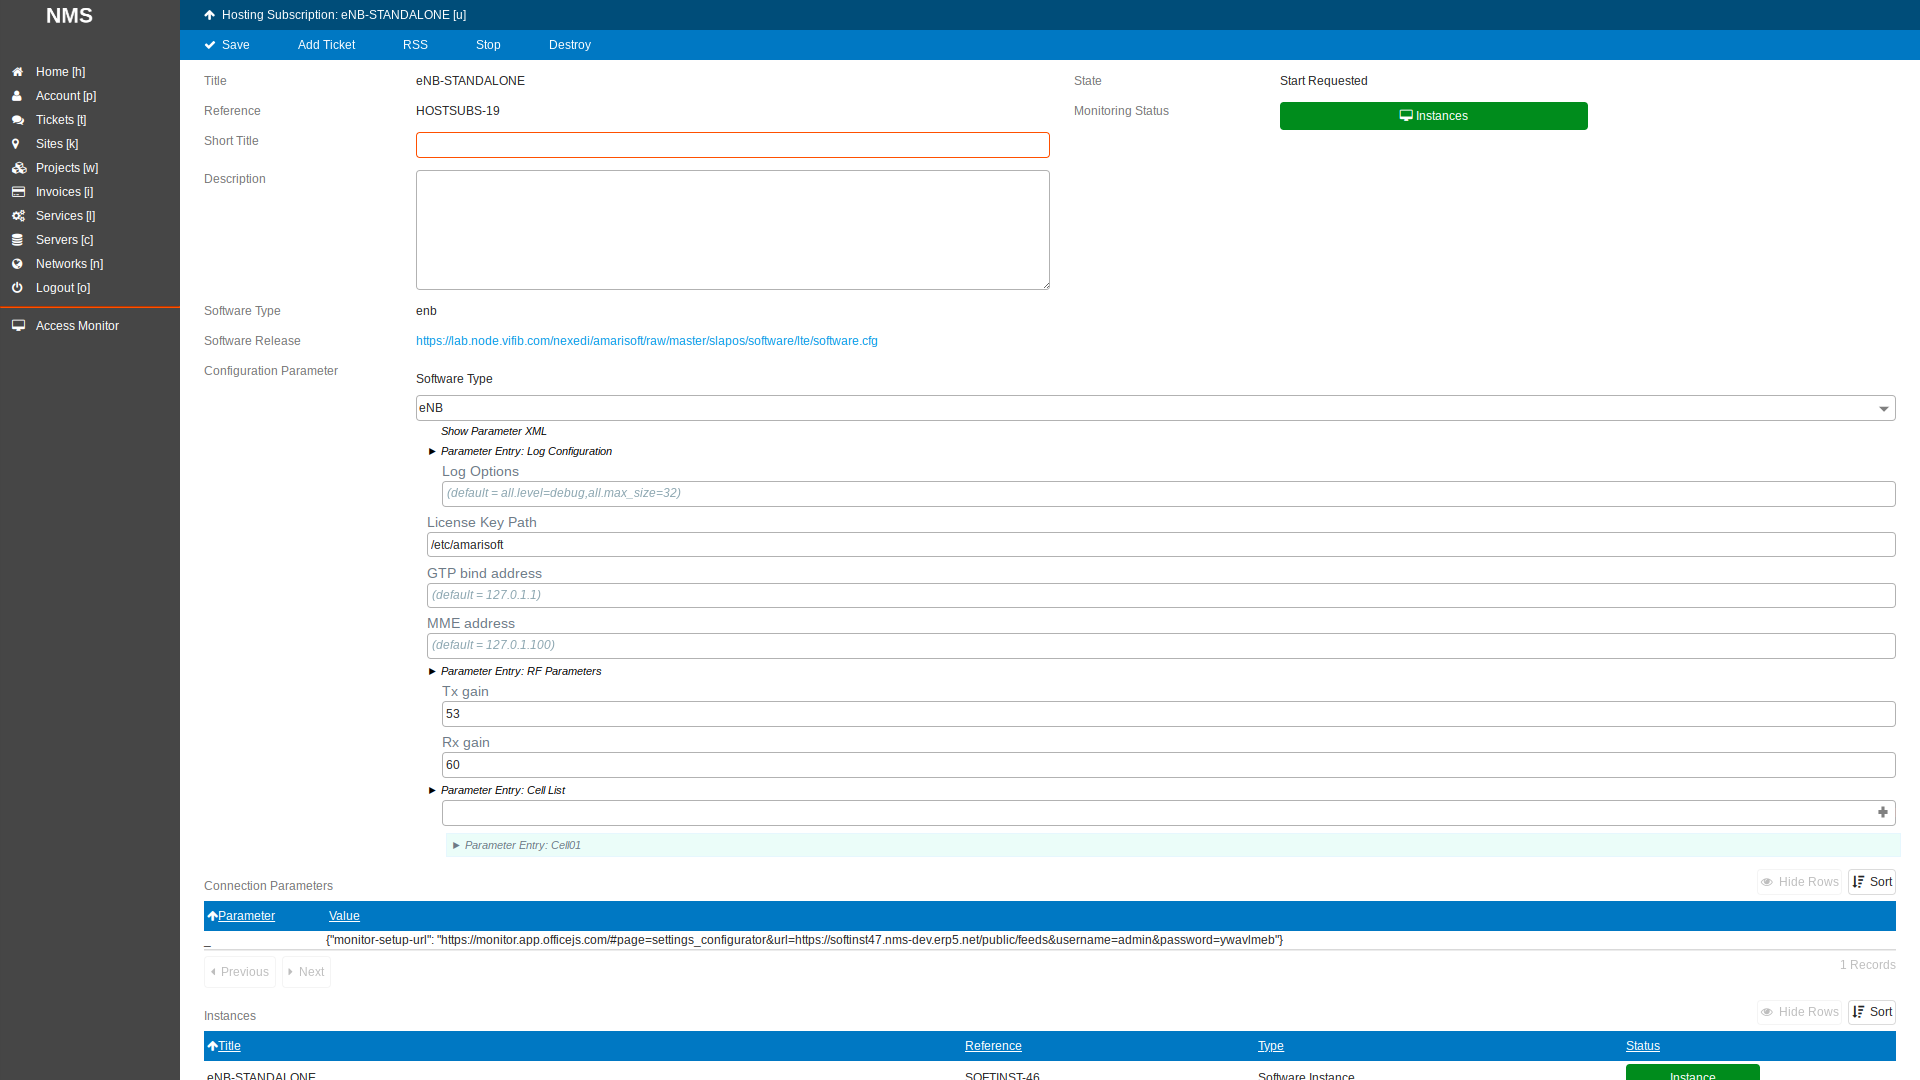 NMS
Home [h]
Account [p]
Tickets [t]
Sites [k]
Projects [w]
Invoices [i]
Services [l]
Servers [c]
Networks [n]
Logout [o]
Access Monitor
Hosting Subscription: eNB-STANDALONE [u]
Save Add Ticket RSS Stop Destroy
Title eNB-STANDALONE
State Start Requested
Reference HOSTSUBS-19
Monitoring Status Instances
Short Title
Description
Software Type enb
Software Release https://lab.node.vifib.com/nexedi/amarisoft/raw/master/slapos/software/lte/software.cfg
Configuration Parameter
Software Type
eNB
Show Parameter XML
► Parameter Entry: Log Configuration
Log Options
(default = all.level=debug,all.max_size=32)
License Key Path
/etc/amarisoft
GTP bind address
(default = 127.0.1.1)
MME address
(default = 127.0.1.100)
► Parameter Entry: RF Parameters
Tx gain
53
Rx gain
60
► Parameter Entry: Cell List
► Parameter Entry: Cell01
Connection Parameters Hide Rows Sort
Parameter Value
_ {"monitor-setup-url": "https://monitor.app.officejs.com/#page=settings_configurator&url=https://softinst47.nms-dev.erp5.net/public/feeds&username=admin&password=ywavlmeb"}
Previous Next 1 Records
Instances Hide Rows Sort
Title Reference Type Status
eNB-STANDALONE SOFTINST-46 Software Instance Instance